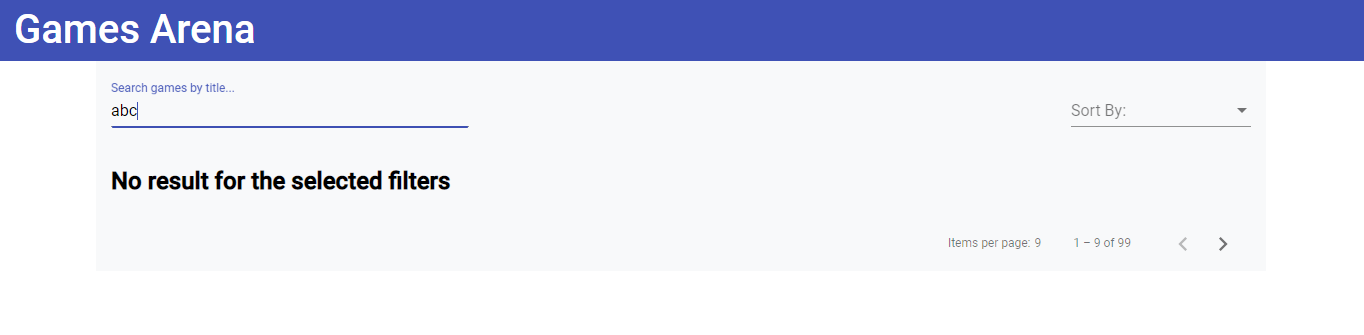 Games Arena
Search games by title...
abc
Sort By:
No result for the selected filters
Items per page: 9 1 – 9 of 99